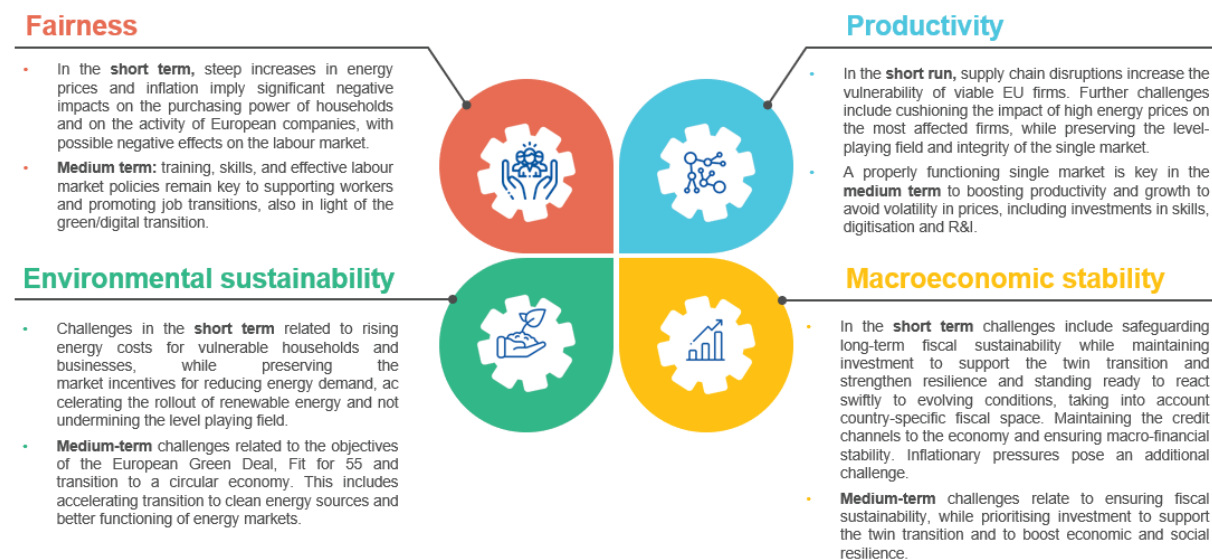 Fairness
• In the short term, steep increases in energy
prices and inflation imply significant negative
impacts on the purchasing power of households
and on the activity of European companies, with
possible negative effects on the labour market.
• Medium term: training, skills, and effective labour
market policies remain key to supporting workers
and promoting job transitions, also in light of the
green/digital transition.
Productivity
• In the short run, supply chain disruptions increase the
vulnerability of viable EU firms. Further challenges
include cushioning the impact of high energy prices on
the most affected firms, while preserving the level-
playing field and integrity of the single market.
• A properly functioning single market is key in the
medium term to boosting productivity and growth to
avoid volatility in prices, including investments in skills,
digitisation and R&I.
Environmental sustainability
• Challenges in the short term related to rising
energy costs for vulnerable households and
businesses, while preserving the
market incentives for reducing energy demand, ac
celerating the rollout of renewable energy and not
undermining the level playing field.
• Medium-term challenges related to the objectives
of the European Green Deal, Fit for 55 and
transition to a circular economy. This includes
accelerating transition to clean energy sources and
better functioning of energy markets.
Macroeconomic stability
• In the short term challenges include safeguarding
long-term fiscal sustainability while maintaining
investment to support the twin transition and
strengthen resilience and standing ready to react
swiftly to evolving conditions, taking into account
country-specific fiscal space. Maintaining the credit
channels to the economy and ensuring macro-financial
stability. Inflationary pressures pose an additional
challenge.
• Medium-term challenges relate to ensuring fiscal
sustainability, while prioritising investment to support
the twin transition and to boost economic and social
resilience.